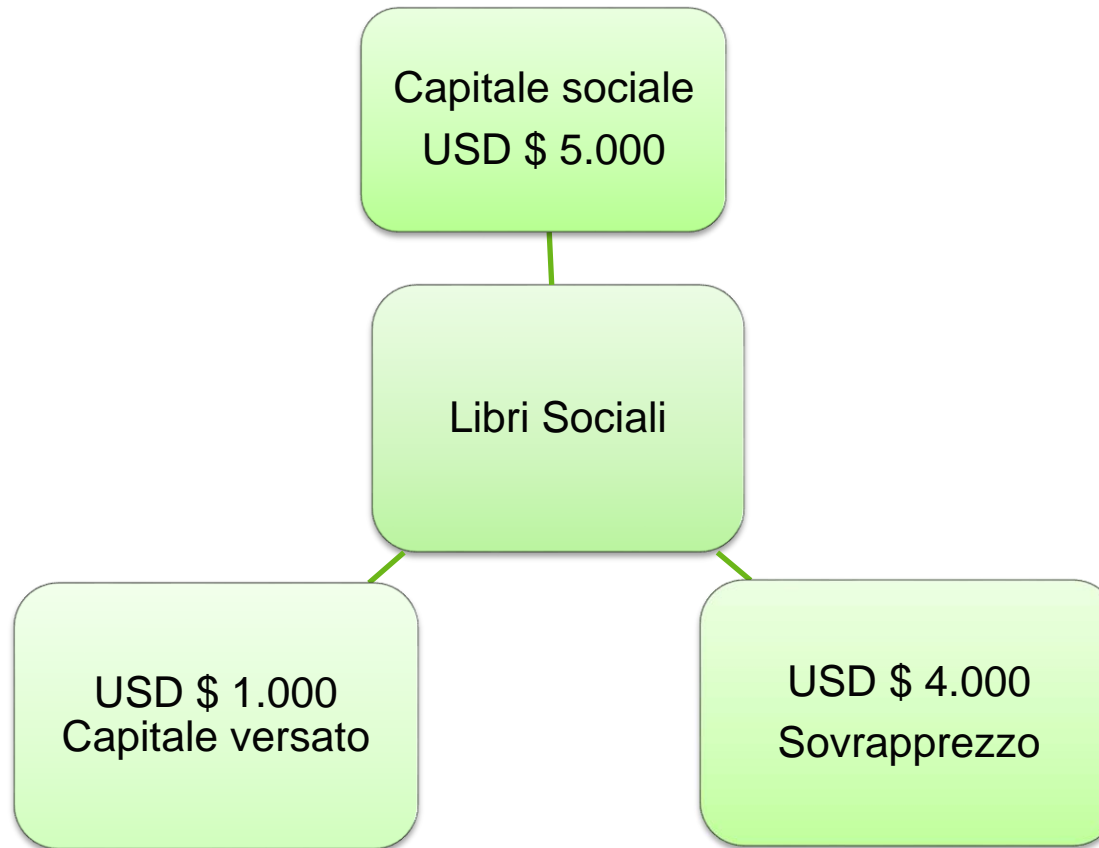 Capitale sociale
USD $ 5.000
Libri Sociali
USD $ 1.000
Capitale versato
USD $ 4.000
Sovrapprezzo